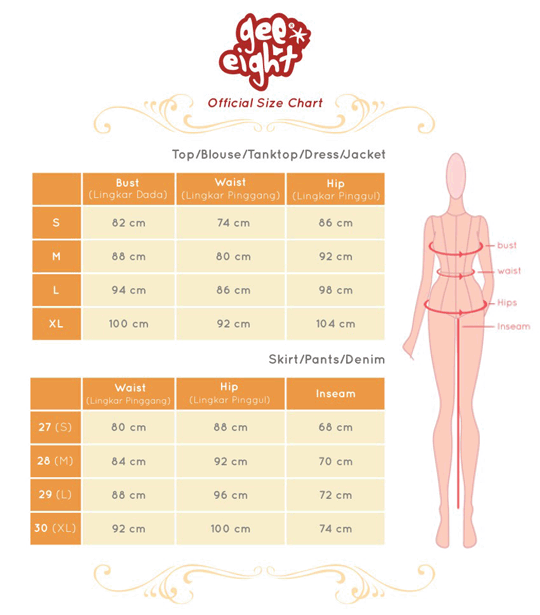 gee*
eight
Official Size Chart
Top/Blouse/Tanktop/Dress/Jacket
Bust Waist Hip
(Lingkar Dada) (Lingkar Pinggang) (Lingkar Pinggul)
S 82 cm 74 cm 86 cm
M 88 cm 80 cm 92 cm
L 94 cm 86 cm 98 cm
XL 100 cm 92 cm 104 cm
bust
waist
Hips
Inseam
Skirt/Pants/Denim
Waist Hip Inseam
(Lingkar Pinggang) (Lingkar Pinggul)
27 (S) 80 cm 88 cm 68 cm
28 (M) 84 cm 92 cm 70 cm
29 (L) 88 cm 96 cm 72 cm
30 (XL) 92 cm 100 cm 74 cm